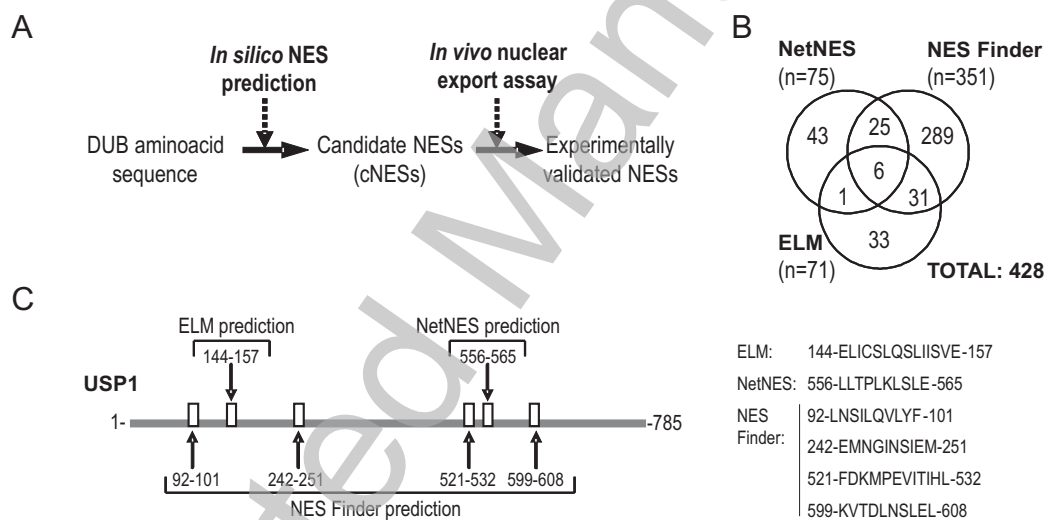 A
In silico NES
prediction
In vivo nuclear
export assay
DUB aminoacid
sequence
Candidate NESs
(cNESs)
Experimentally
validated NESs
B
NetNES
(n=75)
NES Finder
(n=351)
43
25
289
6
1
31
33
ELM
(n=71)
TOTAL: 428
C
ELM prediction
144-157
NetNES prediction
556-565
USP1
1-
-785
92-101
242-251
521-532
599-608
NES Finder prediction
ELM: 144-ELICSLQSLIISVE-157
NetNES: 556-LLTPLKLSLE-565
NES
Finder:
92-LNSILQVLYF-101
242-EMNGINSIEM-251
521-FDKMPEVITIHL-532
599-KVTDLNSLEL-608
ted Man